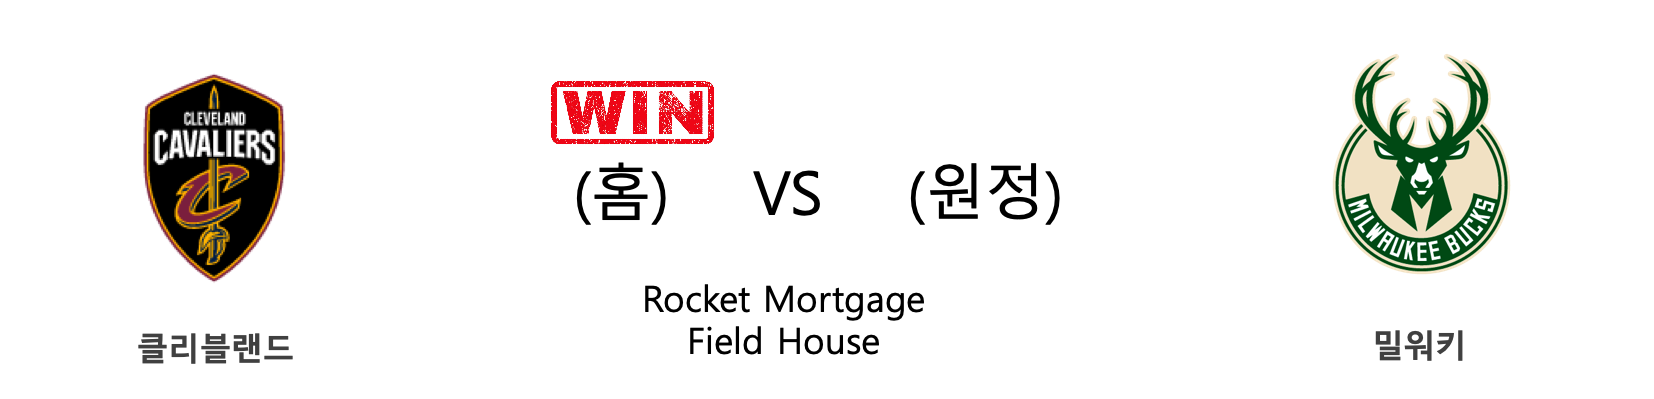 WIN
CLEVELAND
CAVALIERS
(홈) VS (원정)
MILWAUKEE BUCKS
Rocket Mortgage
Field House
클리블랜드
밀워키